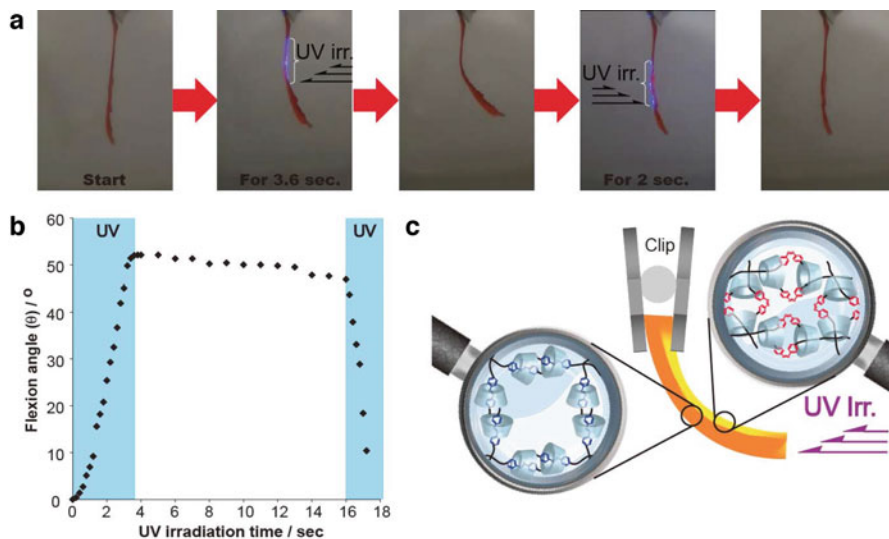 a
UV irr.
UV irr.
Start
For 3.6 sec.
For 2 sec.
b
UV
UV
60
50
40
30
20
10
0
Flexion angle (θ) / °
0 2 4 6 8 10 12 14 16 18
UV irradiation time / sec
c
Clip
UV Irr.